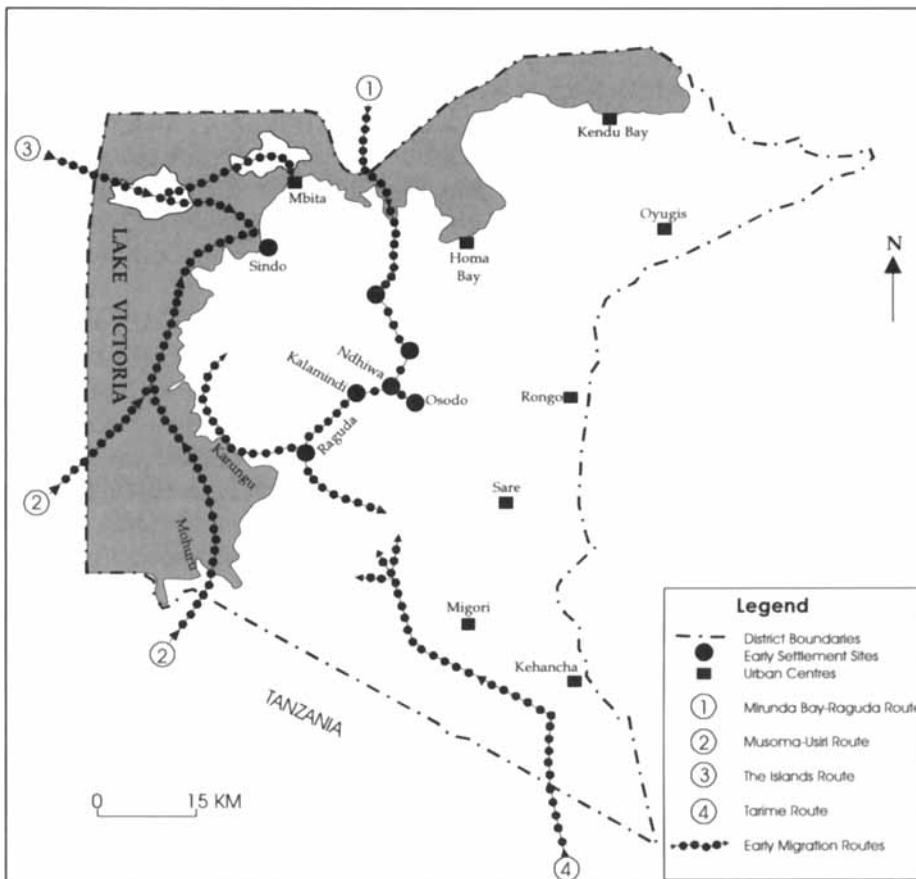 1
3
Kendu Bay
Mbita
Oyugis
LAKE VICTORIA
Sindo
Homa
Bay
N
Ndhiwa
Kalamindi
Osodo
Rongo
Raguda
Karungu
2
Sare
Mohuru
Migori
2
Kehancha
TANZANIA
0 15 KM
4
Legend
District Boundaries
Early Settlement Sites
Urban Centres
1 Mirunda Bay-Raguda Route
2 Musoma-Usiri Route
3 The Islands Route
4 Tarime Route
Early Migration Routes